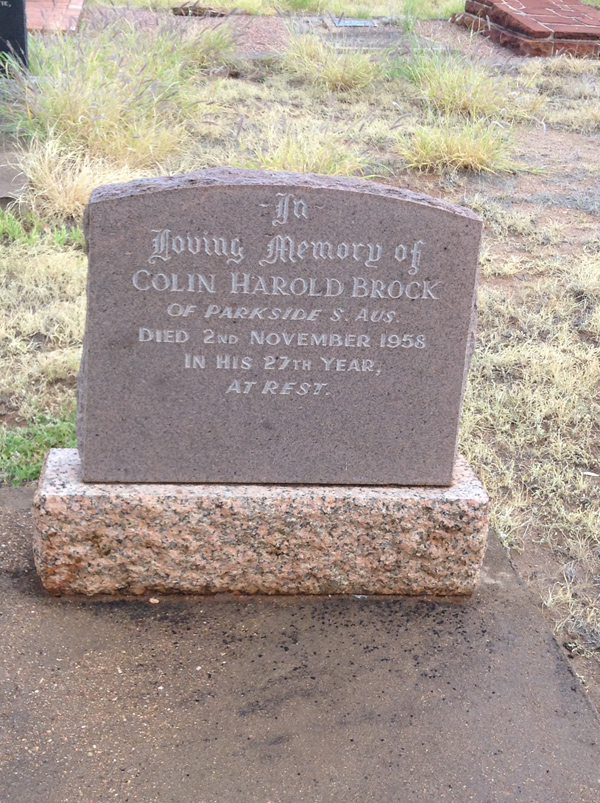 In
Loving Memory of
COLIN HAROLD BROCK
OF PARKSIDE S. AUS.
DIED 2ND NOVEMBER 1958
IN HIS 27TH YEAR,
AT REST.